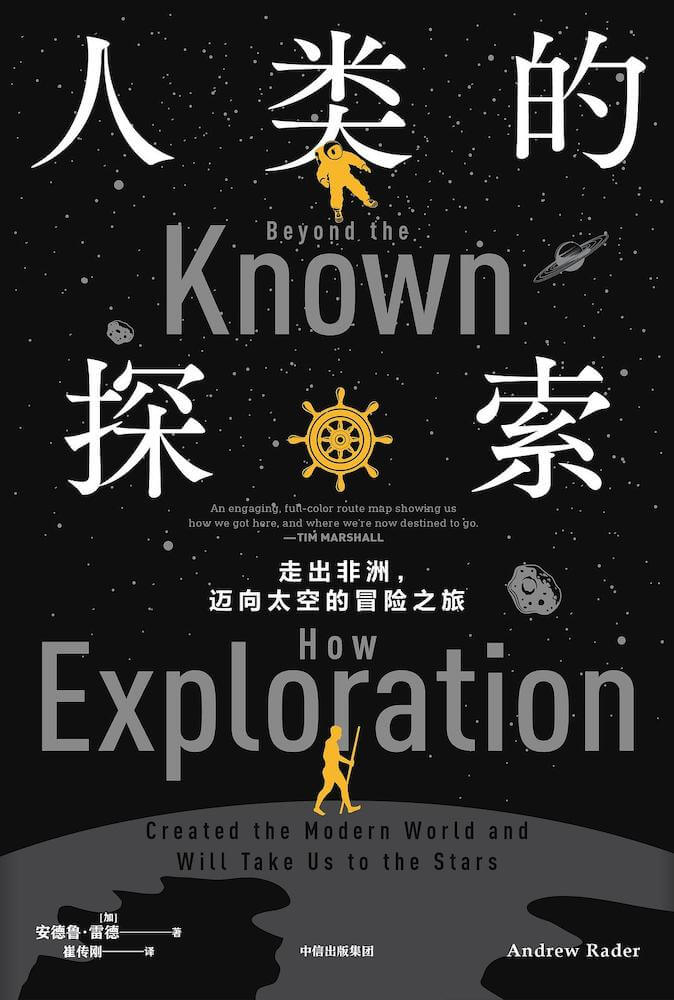 人类的
Beyond the
Known
探索
An engaging, full-color route map showing us
how we got here, and where we're now destined to go.
—TIM MARSHALL
走出非洲，
迈向太空的冒险之旅
How
Exploration
Created the Modern World and
Will Take Us to the Stars
[加]
安德鲁·雷德——著
崔传刚——译
中信出版集团
Andrew Rader